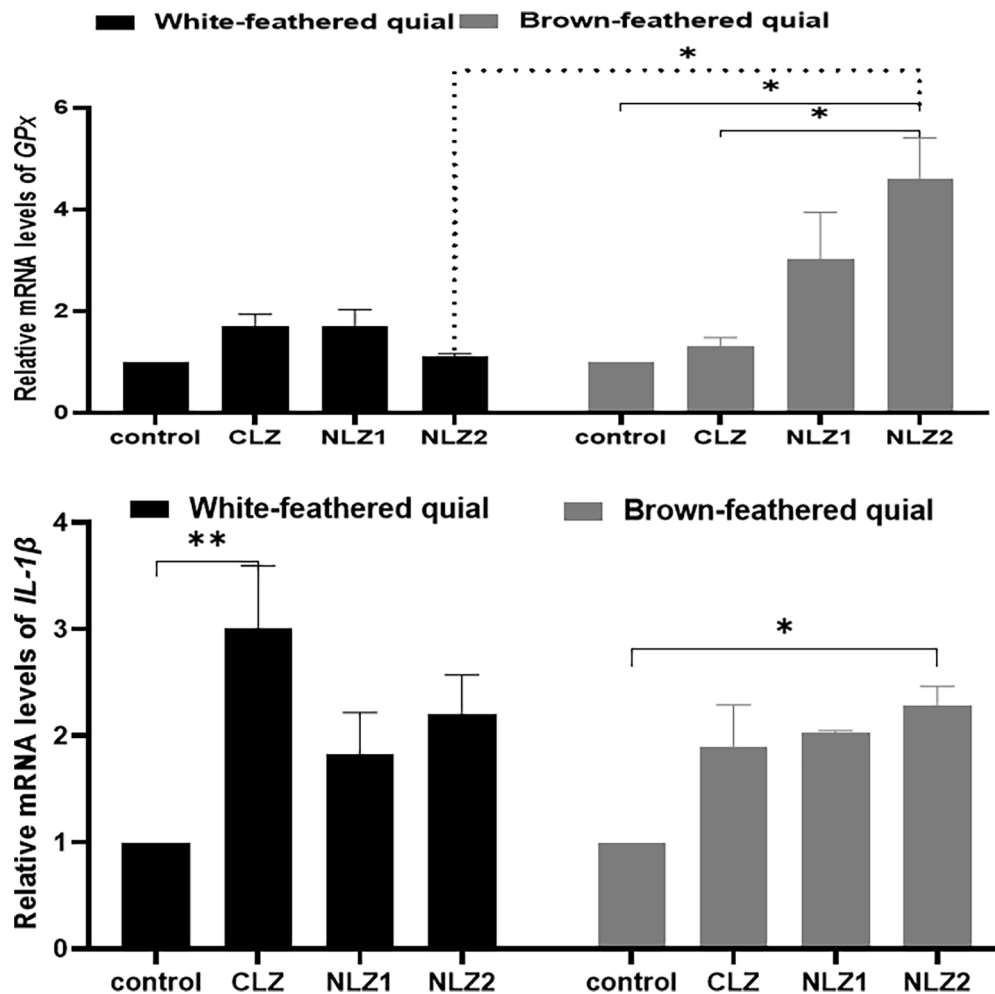 White-feathered quial Brown-feathered quial
*
*
*
Relative mRNA levels of GPx
6
4
2
0
control CLZ NLZ1 NLZ2 control CLZ NLZ1 NLZ2
White-feathered quial Brown-feathered quial
**
*
Relative mRNA levels of IL-1β
4
3
2
1
0
control CLZ NLZ1 NLZ2 control CLZ NLZ1 NLZ2